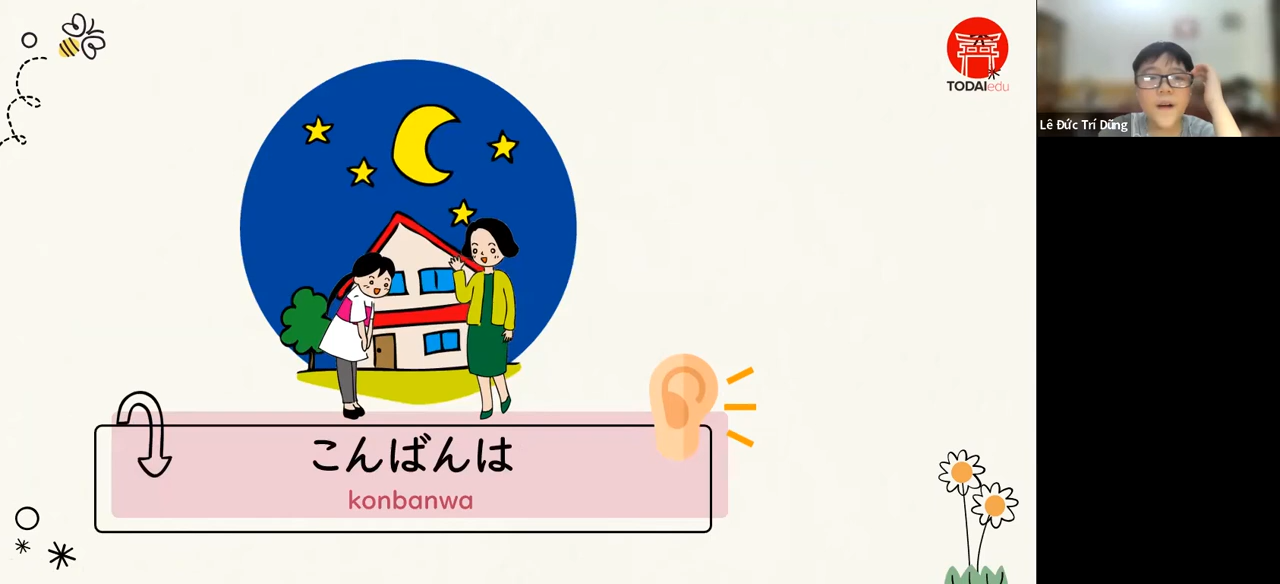 TODAIedu
Lê Đức Trí Dũng
こんばんは
konbanwa